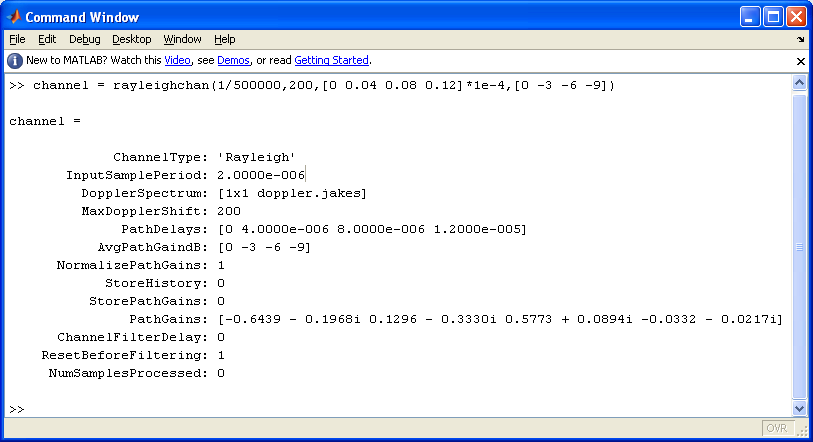 Command Window
File Edit Debug Desktop Window Help
New to MATLAB? Watch this Video, see Demos, or read Getting Started.
>> channel = rayleighchan(1/500000,200,[0 0.04 0.08 0.12]*1e-4,[0 -3 -6 -9])
channel =
ChannelType: 'Rayleigh'
InputSamplePeriod: 2.0000e-006
DopplerSpectrum: [1x1 doppler.jakes]
MaxDopplerShift: 200
PathDelays: [0 4.0000e-006 8.0000e-006 1.2000e-005]
AvgPathGaindB: [0 -3 -6 -9]
NormalizePathGains: 1
StoreHistory: 0
StorePathGains: 0
PathGains: [-0.6439 - 0.1968i 0.1296 - 0.3330i 0.5773 + 0.0894i -0.0332 - 0.0217i]
ChannelFilterDelay: 0
ResetBeforeFiltering: 1
NumSamplesProcessed: 0
>>
OVR